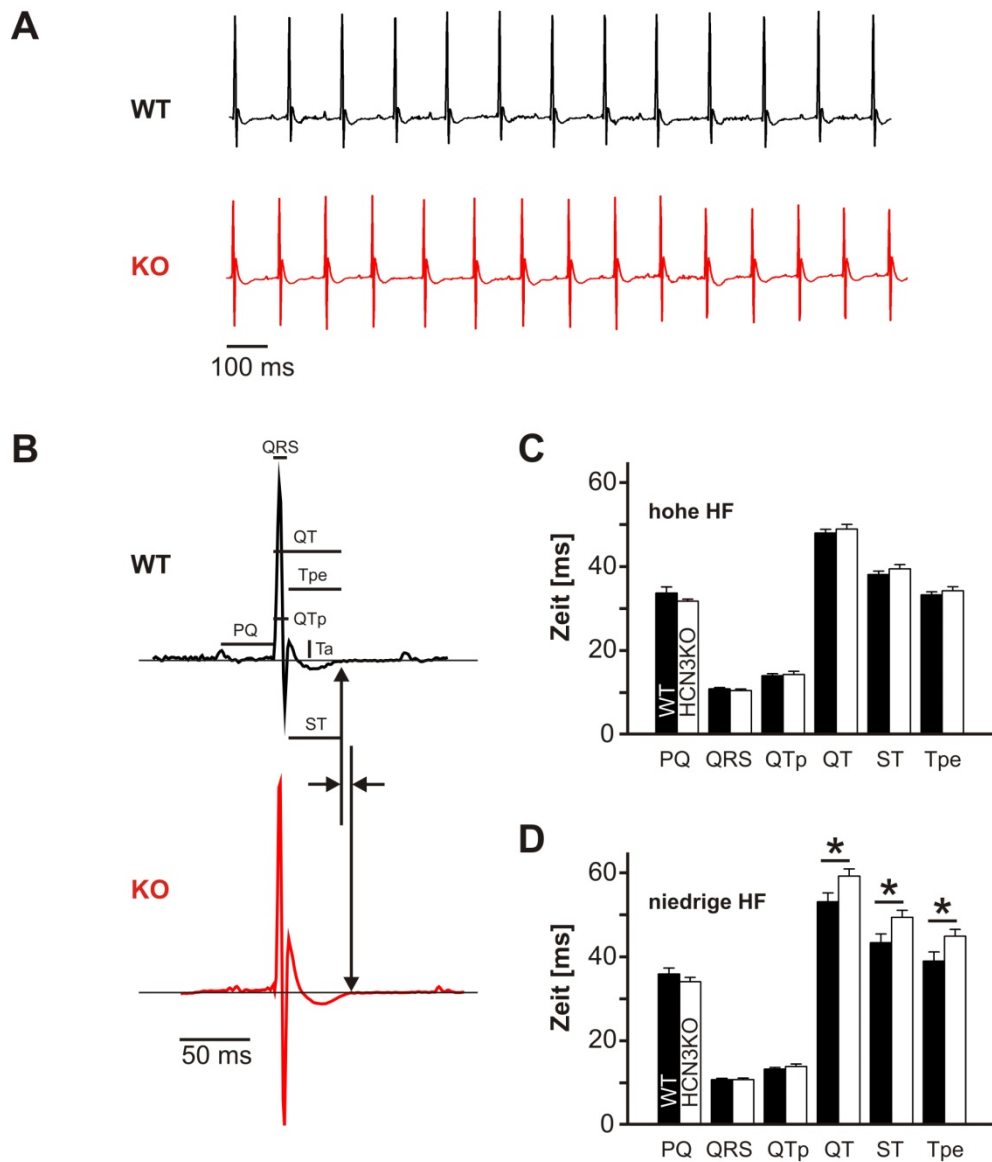 A
WT
KO
100 ms
B
QRS
QT
WT
Tpe
QTp
PQ
Ta
ST
KO
50 ms
C
60
hohe HF
40
Zeit [ms]
20
WT
HCN3KO
0
PQ QRS QTp QT ST Tpe
D
* * *
60
niedrige HF
40
Zeit [ms]
20
WT
HCN3KO
0
PQ QRS QTp QT ST Tpe